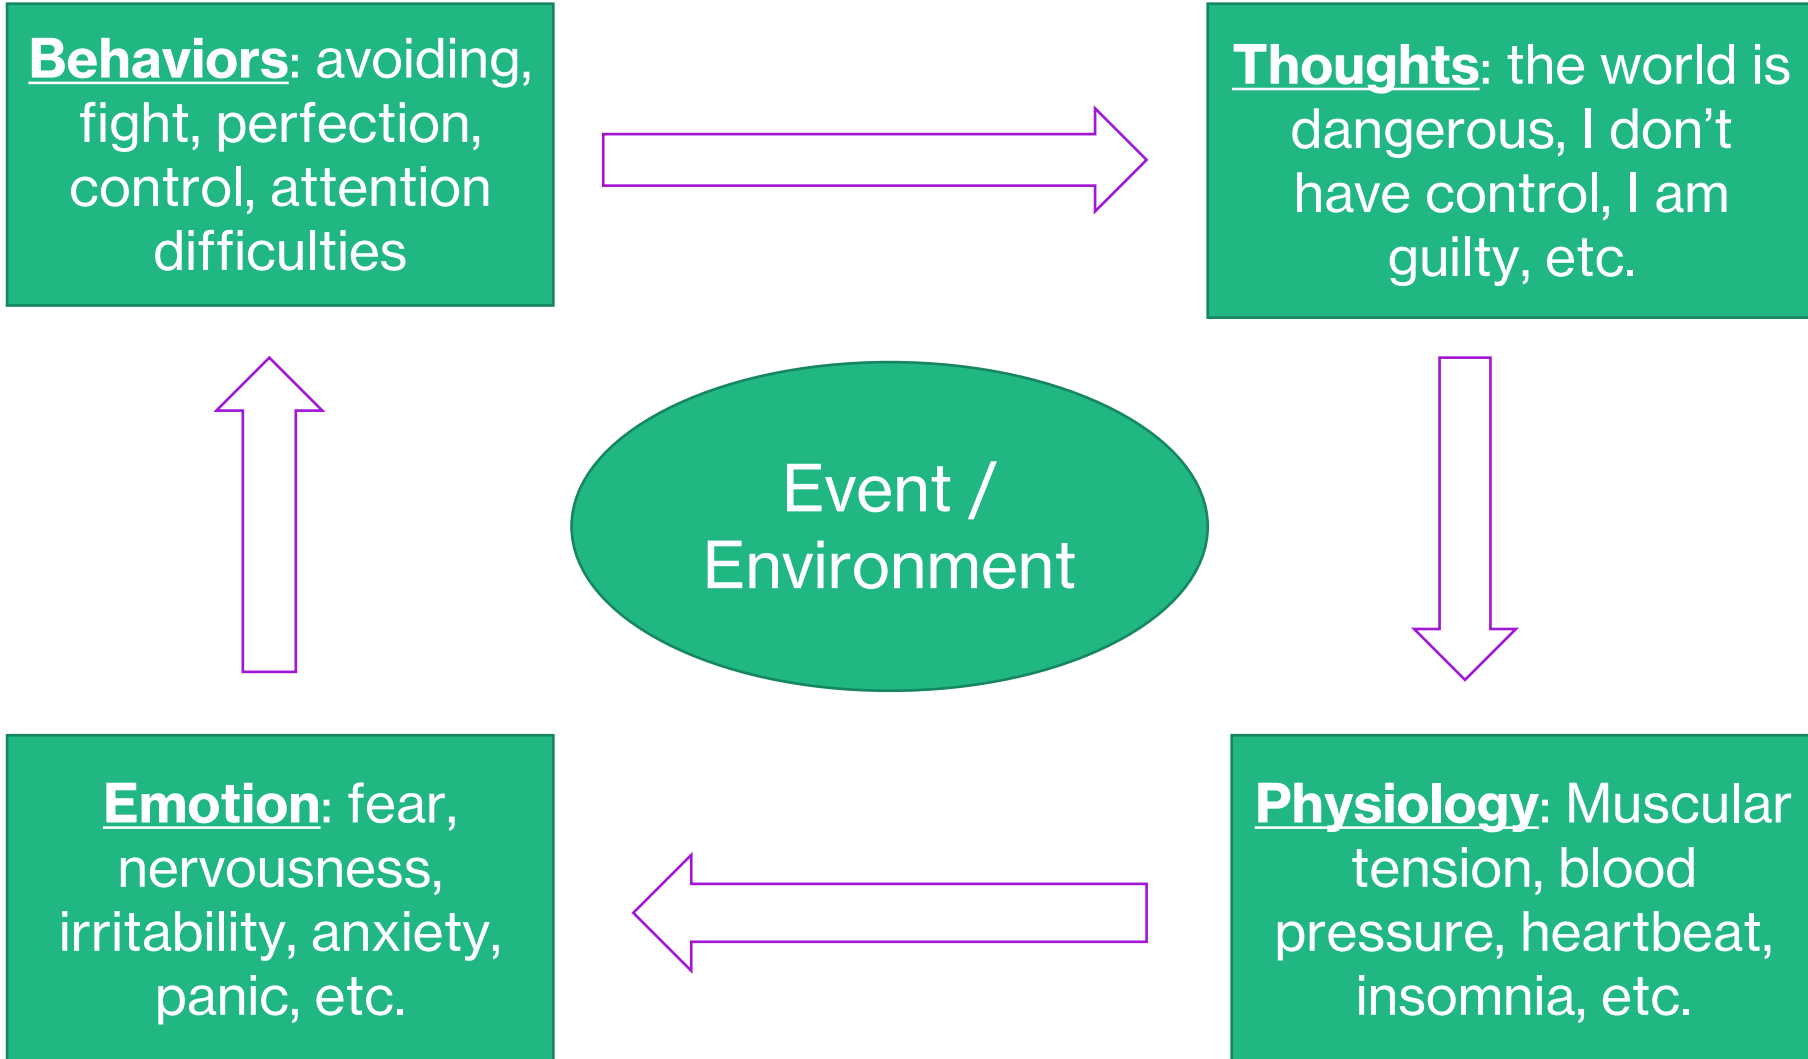 Behaviors: avoiding,
fight, perfection,
control, attention
difficulties
Thoughts: the world is
dangerous, I don’t
have control, I am
guilty, etc.
Event /
Environment
Emotion: fear,
nervousness,
irritability, anxiety,
panic, etc.
Physiology: Muscular
tension, blood
pressure, heartbeat,
insomnia, etc.